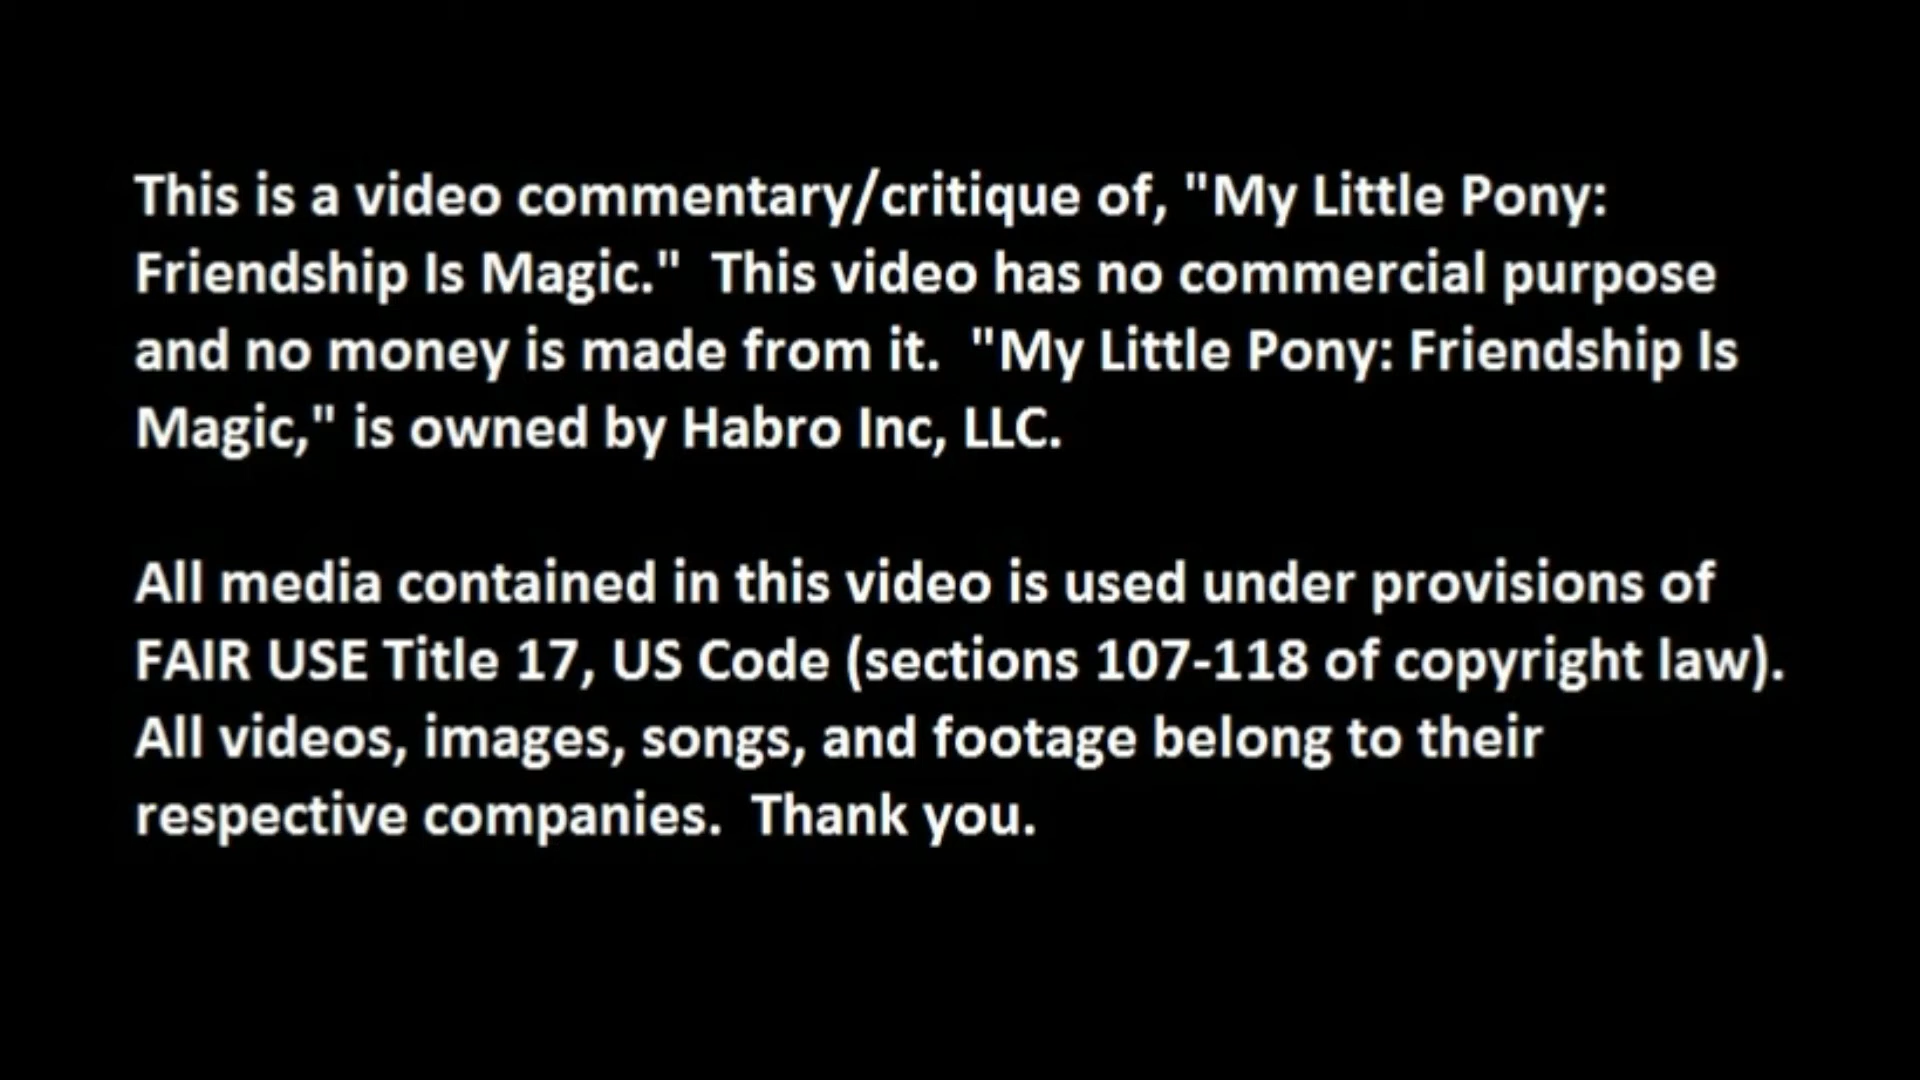 This is a video commentary/critique of, "My Little Pony:
Friendship Is Magic."  This video has no commercial purpose
and no money is made from it.  "My Little Pony: Friendship Is
Magic," is owned by Habro Inc, LLC.
All media contained in this video is used under provisions of
FAIR USE Title 17, US Code (sections 107-118 of copyright law).
All videos, images, songs, and footage belong to their
respective companies.  Thank you.